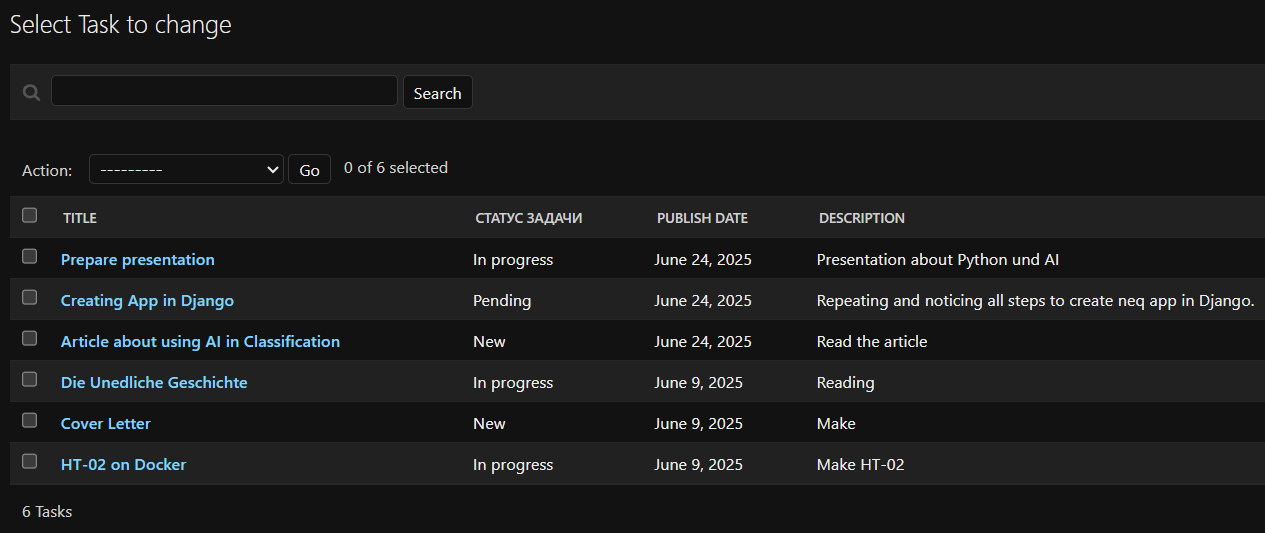 Select Task to change
Search
Action: --------- Go 0 of 6 selected
TITLE СТАТУС ЗАДАЧИ PUBLISH DATE DESCRIPTION
Prepare presentation In progress June 24, 2025 Presentation about Python und AI
Creating App in Django Pending June 24, 2025 Repeating and noticing all steps to create neq app in Django.
Article about using AI in Classification New June 24, 2025 Read the article
Die Unedliche Geschichte In progress June 9, 2025 Reading
Cover Letter New June 9, 2025 Make
HT-02 on Docker In progress June 9, 2025 Make HT-02
6 Tasks